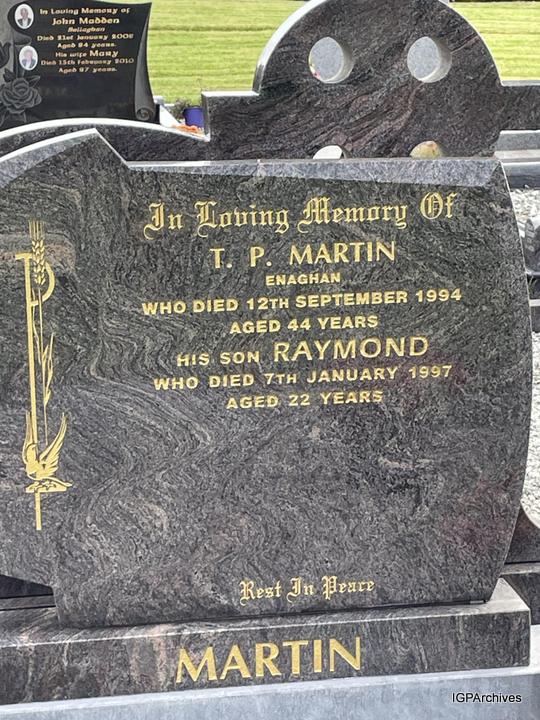 In Loving Memory of
John Madden
Ballaghan
Died 21st January 2005
Aged 84 years.
His wife Mary
Died 15th February 2010
Aged 87 years.
In Loving Memory Of
T. P. MARTIN
ENAGHAN
WHO DIED 12TH SEPTEMBER 1994
AGED 44 YEARS
HIS SON RAYMOND
WHO DIED 7TH JANUARY 1997
AGED 22 YEARS
Rest In Peace
MARTIN
IGPArchives